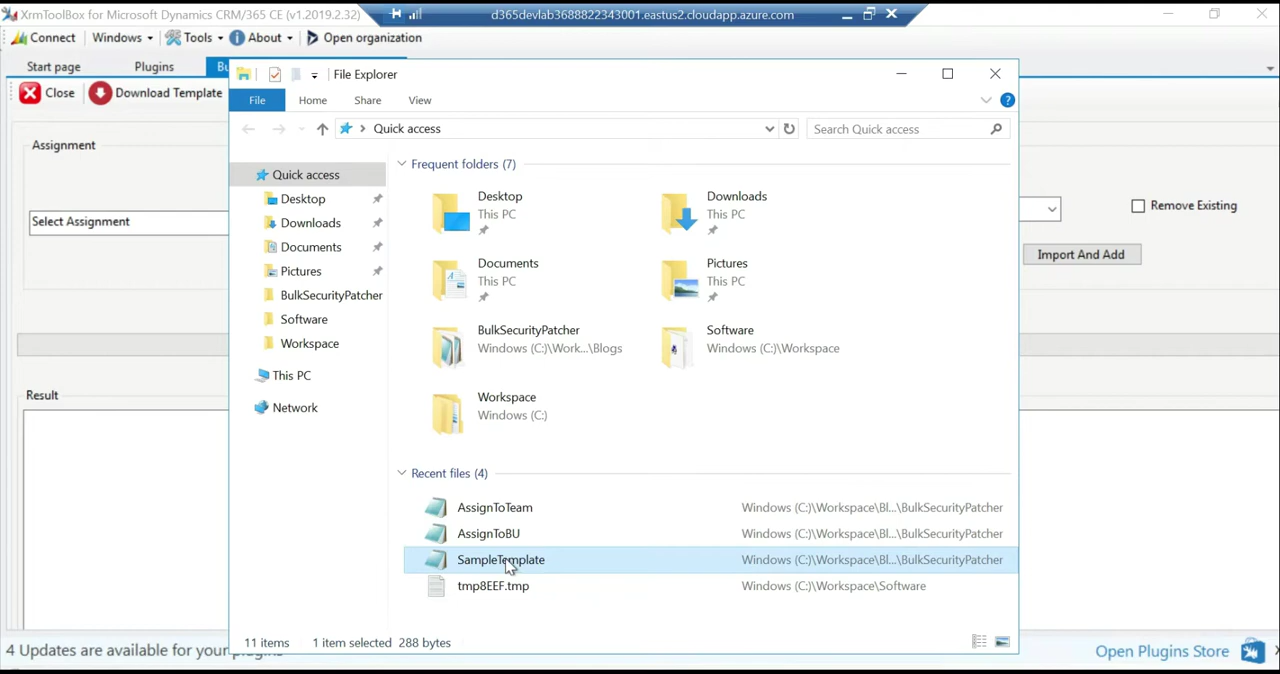 XrmToolBox for Microsoft Dynamics CRM/365 CE (v1.2019.2.32)
d365devlab3688822343001.eastus2.cloudapp.azure.com
Connect Windows Tools About Open organization
Start page Plugins
File Explorer
Close Download Template
File Home Share View
Quick access
Search Quick access
Assignment
Select Assignment
Remove Existing
Import And Add
Result
Quick access
Desktop
Downloads
Documents
Pictures
BulkSecurityPatcher
Software
Workspace
This PC
Network
Frequent folders (7)
Desktop
This PC
Downloads
This PC
Documents
This PC
Pictures
This PC
BulkSecurityPatcher
Windows (C:)\Work...\Blogs
Software
Windows (C:)\Workspace
Workspace
Windows (C:)
Recent files (4)
AssignToTeam Windows (C:)\Workspace\Bl...\BulkSecurityPatcher
AssignToBU Windows (C:)\Workspace\Bl...\BulkSecurityPatcher
SampleTemplate Windows (C:)\Workspace\Bl...\BulkSecurityPatcher
tmp8EEF.tmp Windows (C:)\Workspace\Software
11 items 1 item selected 288 bytes
4 Updates are available for your plugins
Open Plugins Store